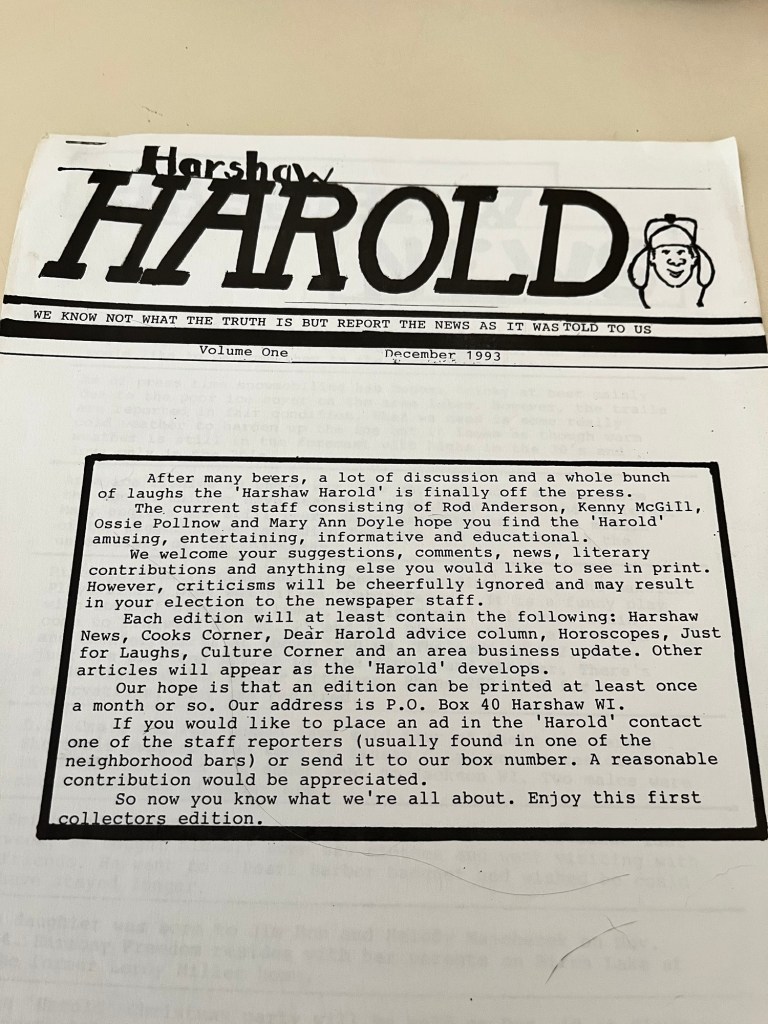 Harshaw
HAROLD
WE KNOW NOT WHAT THE TRUTH IS BUT REPORT THE NEWS AS IT WAS TOLD TO US
Volume One December 1993
After many beers, a lot of discussion and a whole bunch
of laughs the 'Harshaw Harold' is finally off the press.
The current staff consisting of Rod Anderson, Kenny McGill,
Ossie Pollnow and Mary Ann Doyle hope you find the 'Harold'
amusing, entertaining, informative and educational.
We welcome your suggestions, comments, news, literary
contributions and anything else you would like to see in print.
However, criticisms will be cheerfully ignored and may result
in your election to the newspaper staff.
Each edition will at least contain the following: Harshaw
News, Cooks Corner, Dear Harold advice column, Horoscopes, Just
for Laughs, Culture Corner and an area business update. Other
articles will appear as the 'Harold' develops.
Our hope is that an edition can be printed at least once
a month or so. Our address is P.O. Box 40 Harshaw WI.
If you would like to place an ad in the 'Harold' contact
one of the staff reporters (usually found in one of the
neighborhood bars) or send it to our box number. A reasonable
contribution would be appreciated.
So now you know what we're all about. Enjoy this first
collectors edition.